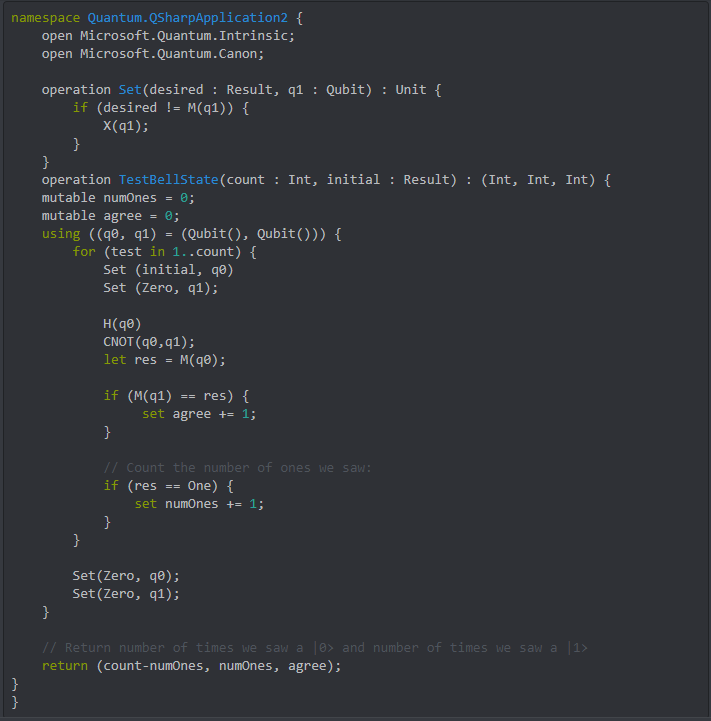 namespace Quantum.QSharpApplication2 {
    open Microsoft.Quantum.Intrinsic;
    open Microsoft.Quantum.Canon;

    operation Set(desired : Result, q1 : Qubit) : Unit {
        if (desired != M(q1)) {
            X(q1);
        }
    }
    operation TestBellState(count : Int, initial : Result) : (Int, Int, Int) {
    mutable numOnes = 0;
    mutable agree = 0;
    using ((q0, q1) = (Qubit(), Qubit())) {
        for (test in 1..count) {
            Set (initial, q0)
            Set (Zero, q1);

            H(q0)
            CNOT(q0,q1);
            let res = M(q0);

            if (M(q1) == res) {
                 set agree += 1;
            }

            // Count the number of ones we saw:
            if (res == One) {
                set numOnes += 1;
            }
        }

        Set(Zero, q0);
        Set(Zero, q1);
    }

    // Return number of times we saw a |0> and number of times we saw a |1>
    return (count-numOnes, numOnes, agree);
}
}